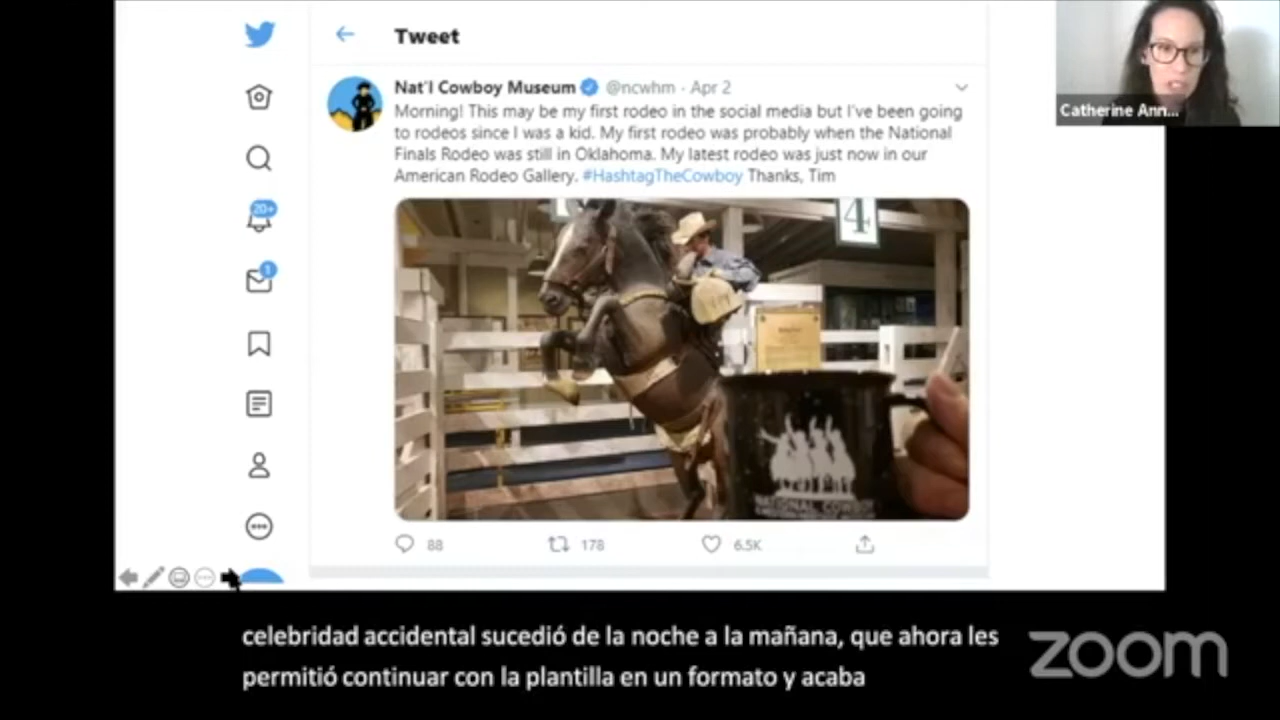 Tweet
Nat'l Cowboy Museum @ncwhm · Apr 2
Morning! This may be my first rodeo in the social media but I've been going
to rodeos since I was a kid. My first rodeo was probably when the National
Finals Rodeo was still in Oklahoma. My latest rodeo was just now in our
American Rodeo Gallery. #HashtagTheCowboy Thanks, Tim
Catherine Ann...
20+
1
4
NATIONAL COWBOY
88
178
6.5K
celebridad accidental sucedió de la noche a la mañana, que ahora les
permitió continuar con la plantilla en un formato y acaba
zoom